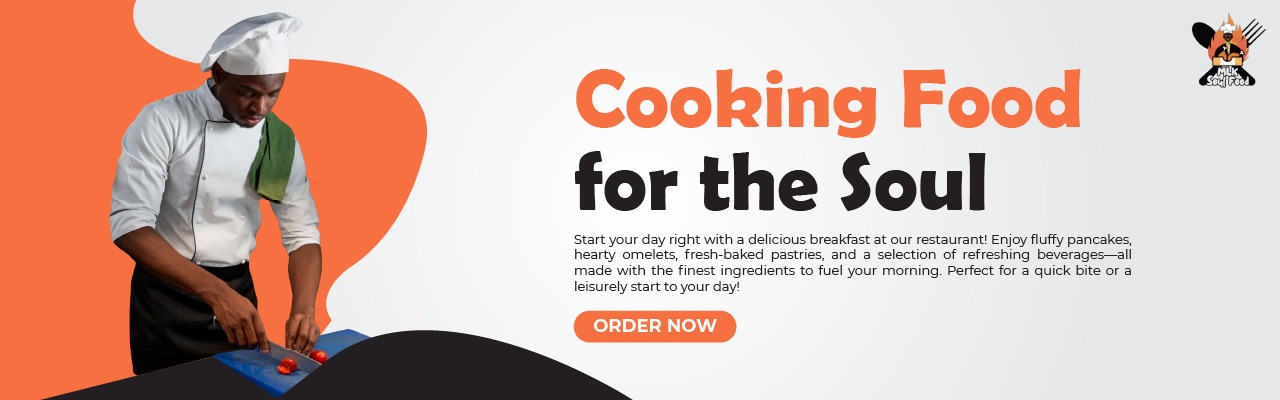 MLK
Soul Food
Cooking Food
for the Soul
Start your day right with a delicious breakfast at our restaurant! Enjoy fluffy pancakes,
hearty omelets, fresh-baked pastries, and a selection of refreshing beverages—all
made with the finest ingredients to fuel your morning. Perfect for a quick bite or a
leisurely start to your day!
ORDER NOW